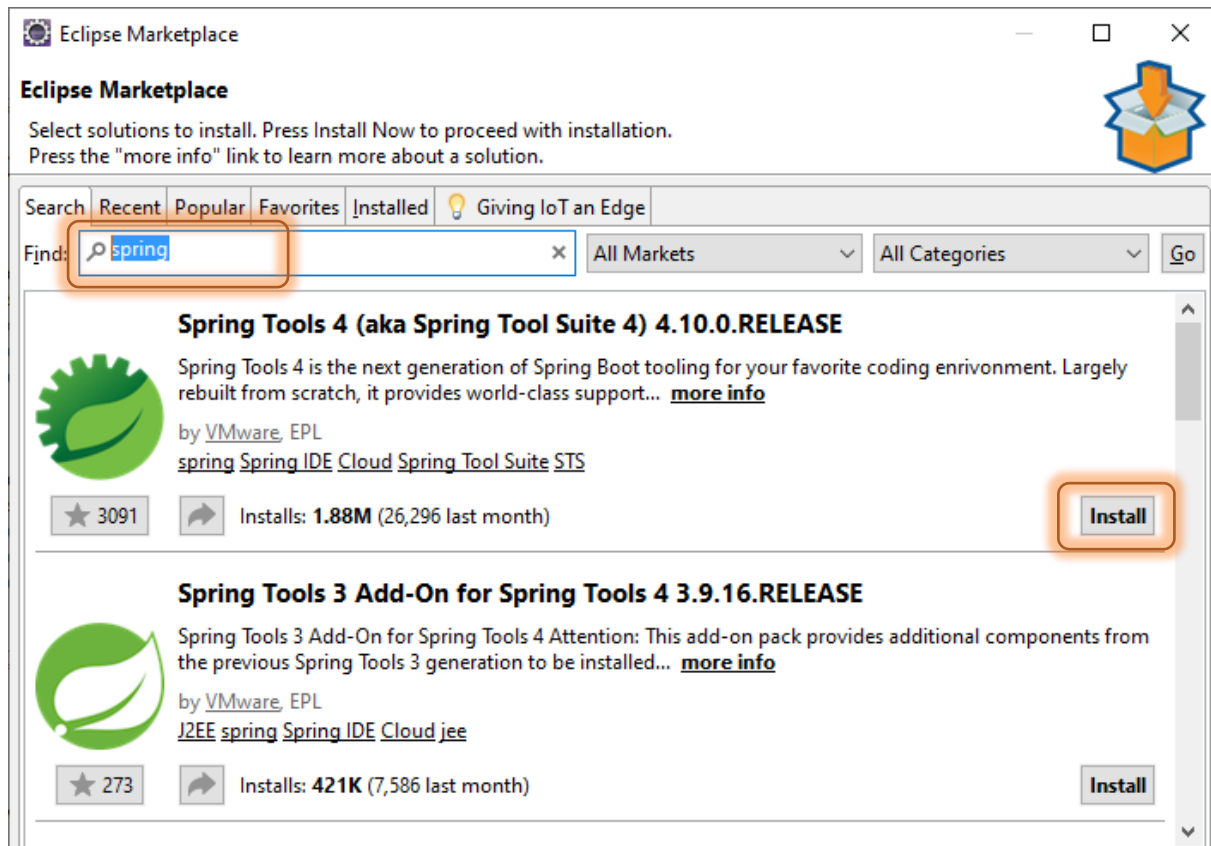 Eclipse Marketplace
Eclipse Marketplace
Select solutions to install. Press Install Now to proceed with installation.
Press the "more info" link to learn more about a solution.
Search Recent Popular Favorites Installed Giving IoT an Edge
Find: spring All Markets All Categories Go
Spring Tools 4 (aka Spring Tool Suite 4) 4.10.0.RELEASE
Spring Tools 4 is the next generation of Spring Boot tooling for your favorite coding enrivonment. Largely
rebuilt from scratch, it provides world-class support... more info
by VMware, EPL
spring Spring IDE Cloud Spring Tool Suite STS
3091 Installs: 1.88M (26,296 last month) Install
Spring Tools 3 Add-On for Spring Tools 4 3.9.16.RELEASE
Spring Tools 3 Add-On for Spring Tools 4 Attention: This add-on pack provides additional components from
the previous Spring Tools 3 generation to be installed... more info
by VMware, EPL
J2EE spring Spring IDE Cloud jee
273 Installs: 421K (7,586 last month) Install